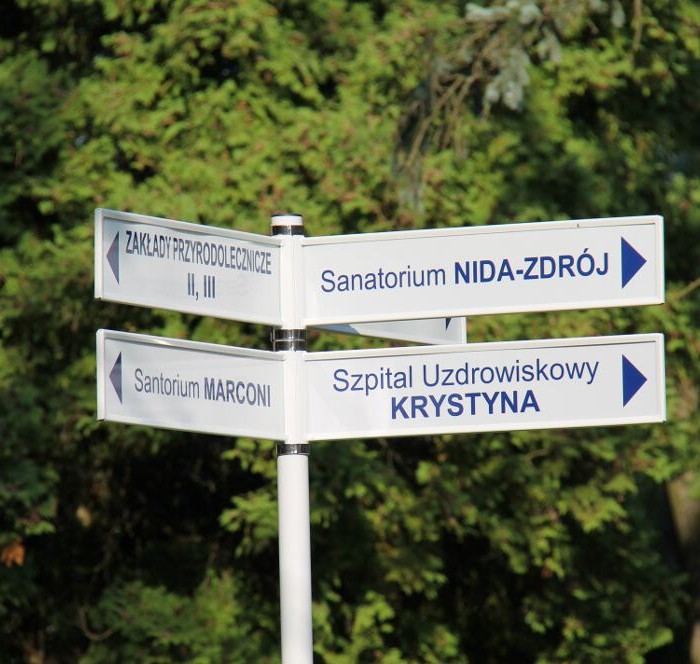 ZAKŁADY PRZYRODOLECZNICZE
II, III
Sanatorium NIDA-ZDRÓJ
Santorium MARCONI
Szpital Uzdrowiskowy
KRYSTYNA